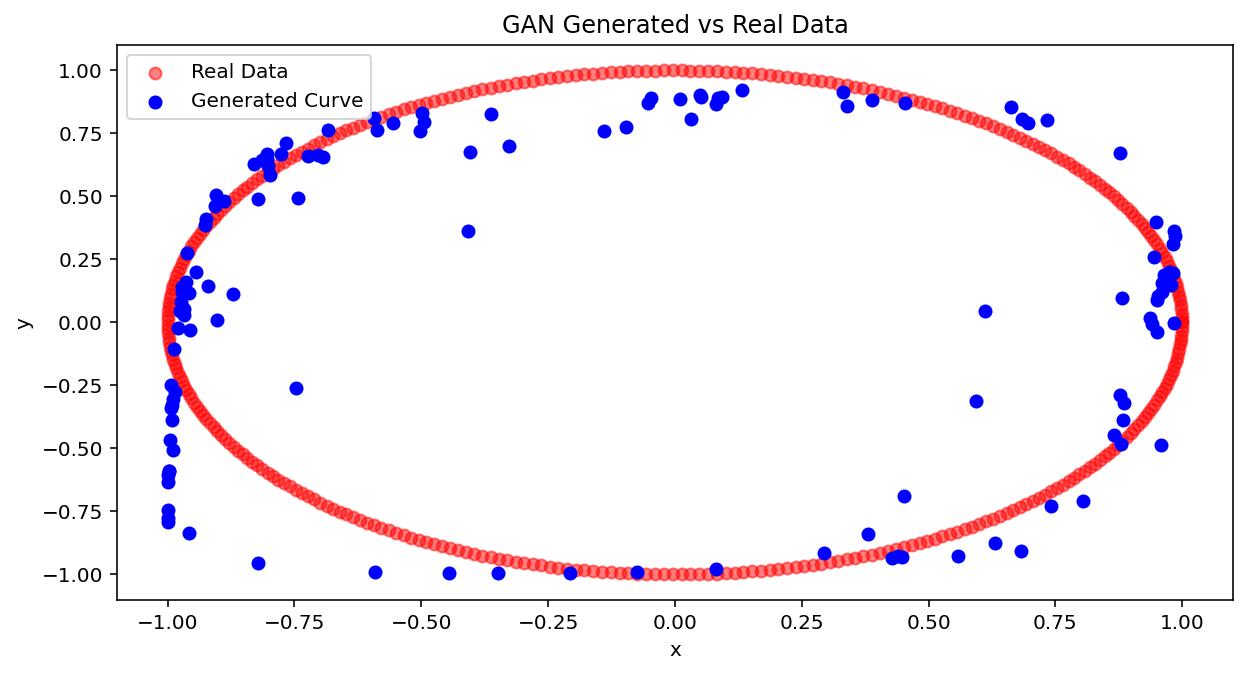 GAN Generated vs Real Data
Real Data
Generated Curve
1.00
0.75
0.50
0.25
0.00
−0.25
−0.50
−0.75
−1.00
y
−1.00 −0.75 −0.50 −0.25 0.00 0.25 0.50 0.75 1.00
x